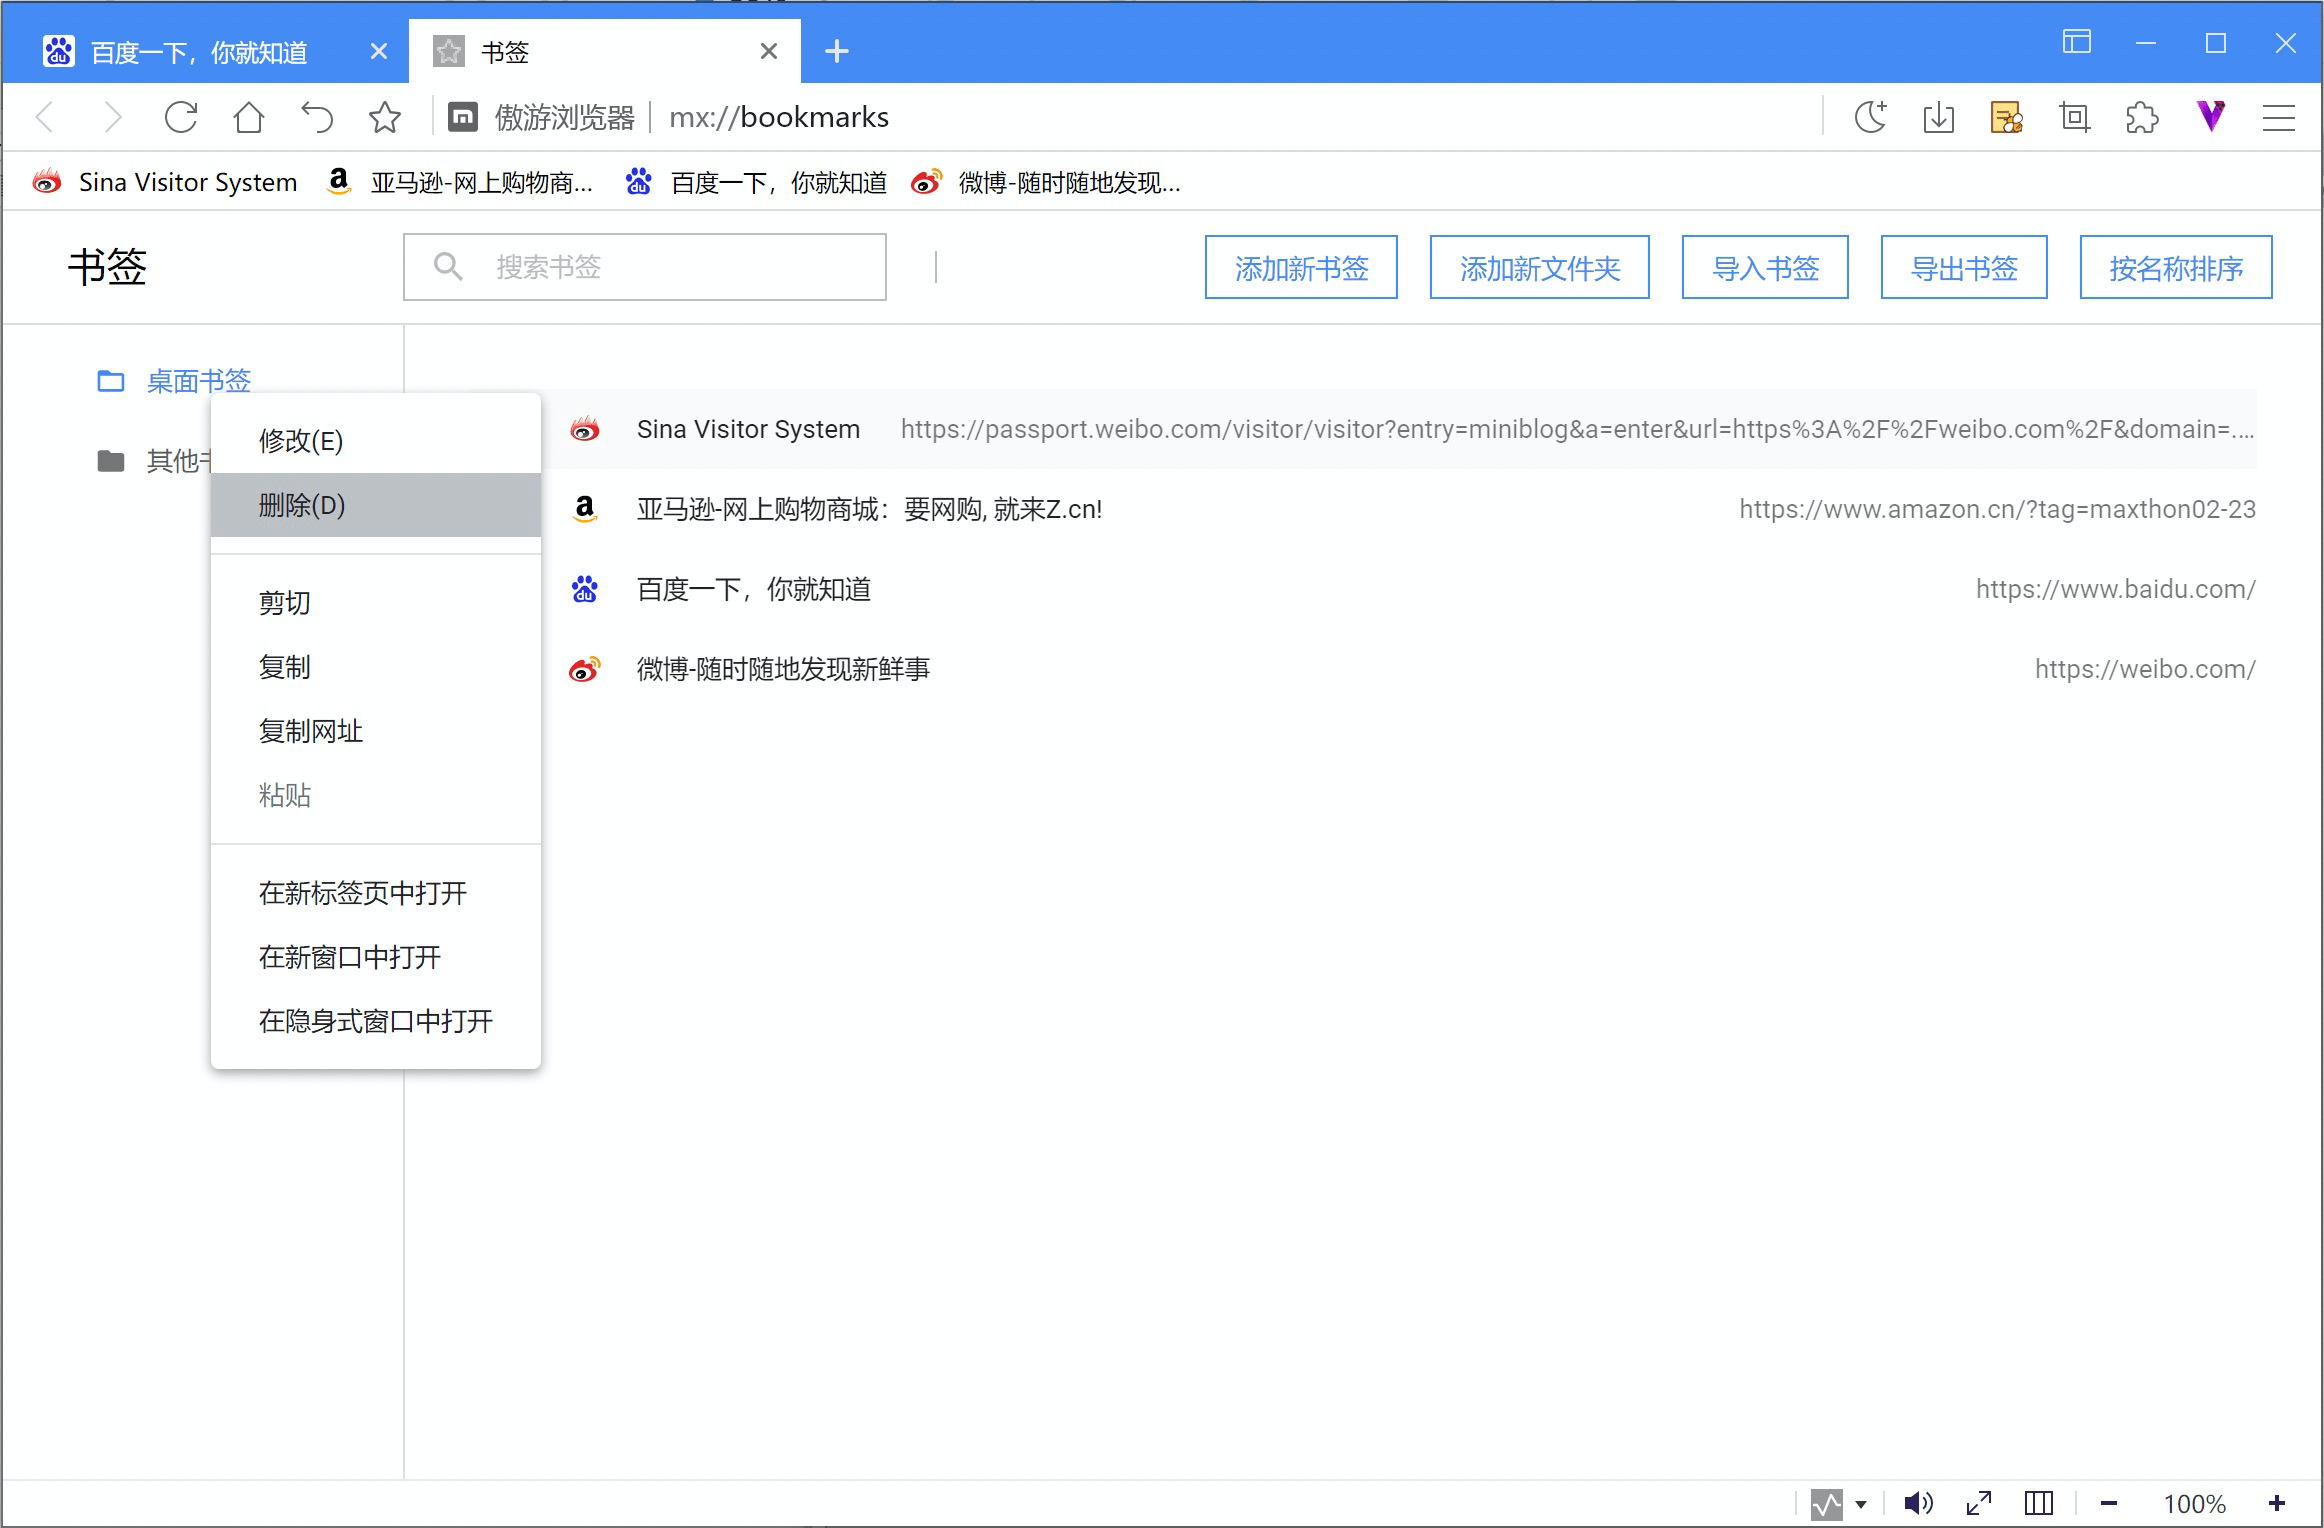 百度一下，你就知道
书签
傲游浏览器 | mx://bookmarks
Sina Visitor System
亚马逊-网上购物商...
百度一下，你就知道
微博-随时随地发现...
书签
搜索书签
添加新书签
添加新文件夹
导入书签
导出书签
按名称排序
桌面书签
其他
修改(E)
删除(D)
剪切
复制
复制网址
粘贴
在新标签页中打开
在新窗口中打开
在隐身式窗口中打开
Sina Visitor System https://passport.weibo.com/visitor/visitor?entry=miniblog&a=enter&url=https%3A%2F%2Fweibo.com%2F&domain=....
亚马逊-网上购物商城：要网购, 就来Z.cn! https://www.amazon.cn/?tag=maxthon02-23
百度一下，你就知道 https://www.baidu.com/
微博-随时随地发现新鲜事 https://weibo.com/
100%